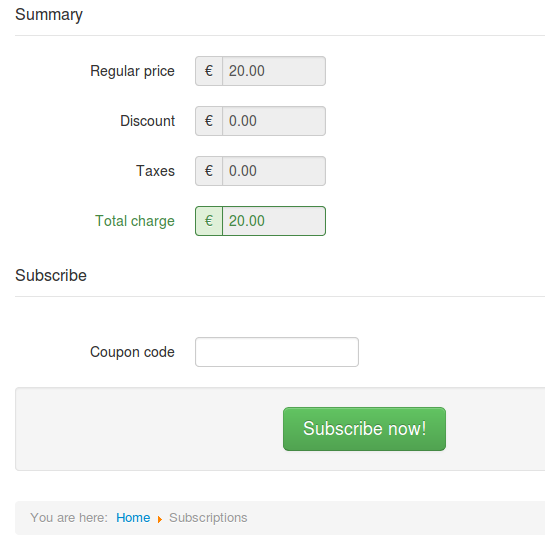 Summary
Regular price € 20.00
Discount € 0.00
Taxes € 0.00
Total charge € 20.00
Subscribe
Coupon code
Subscribe now!
You are here: Home Subscriptions